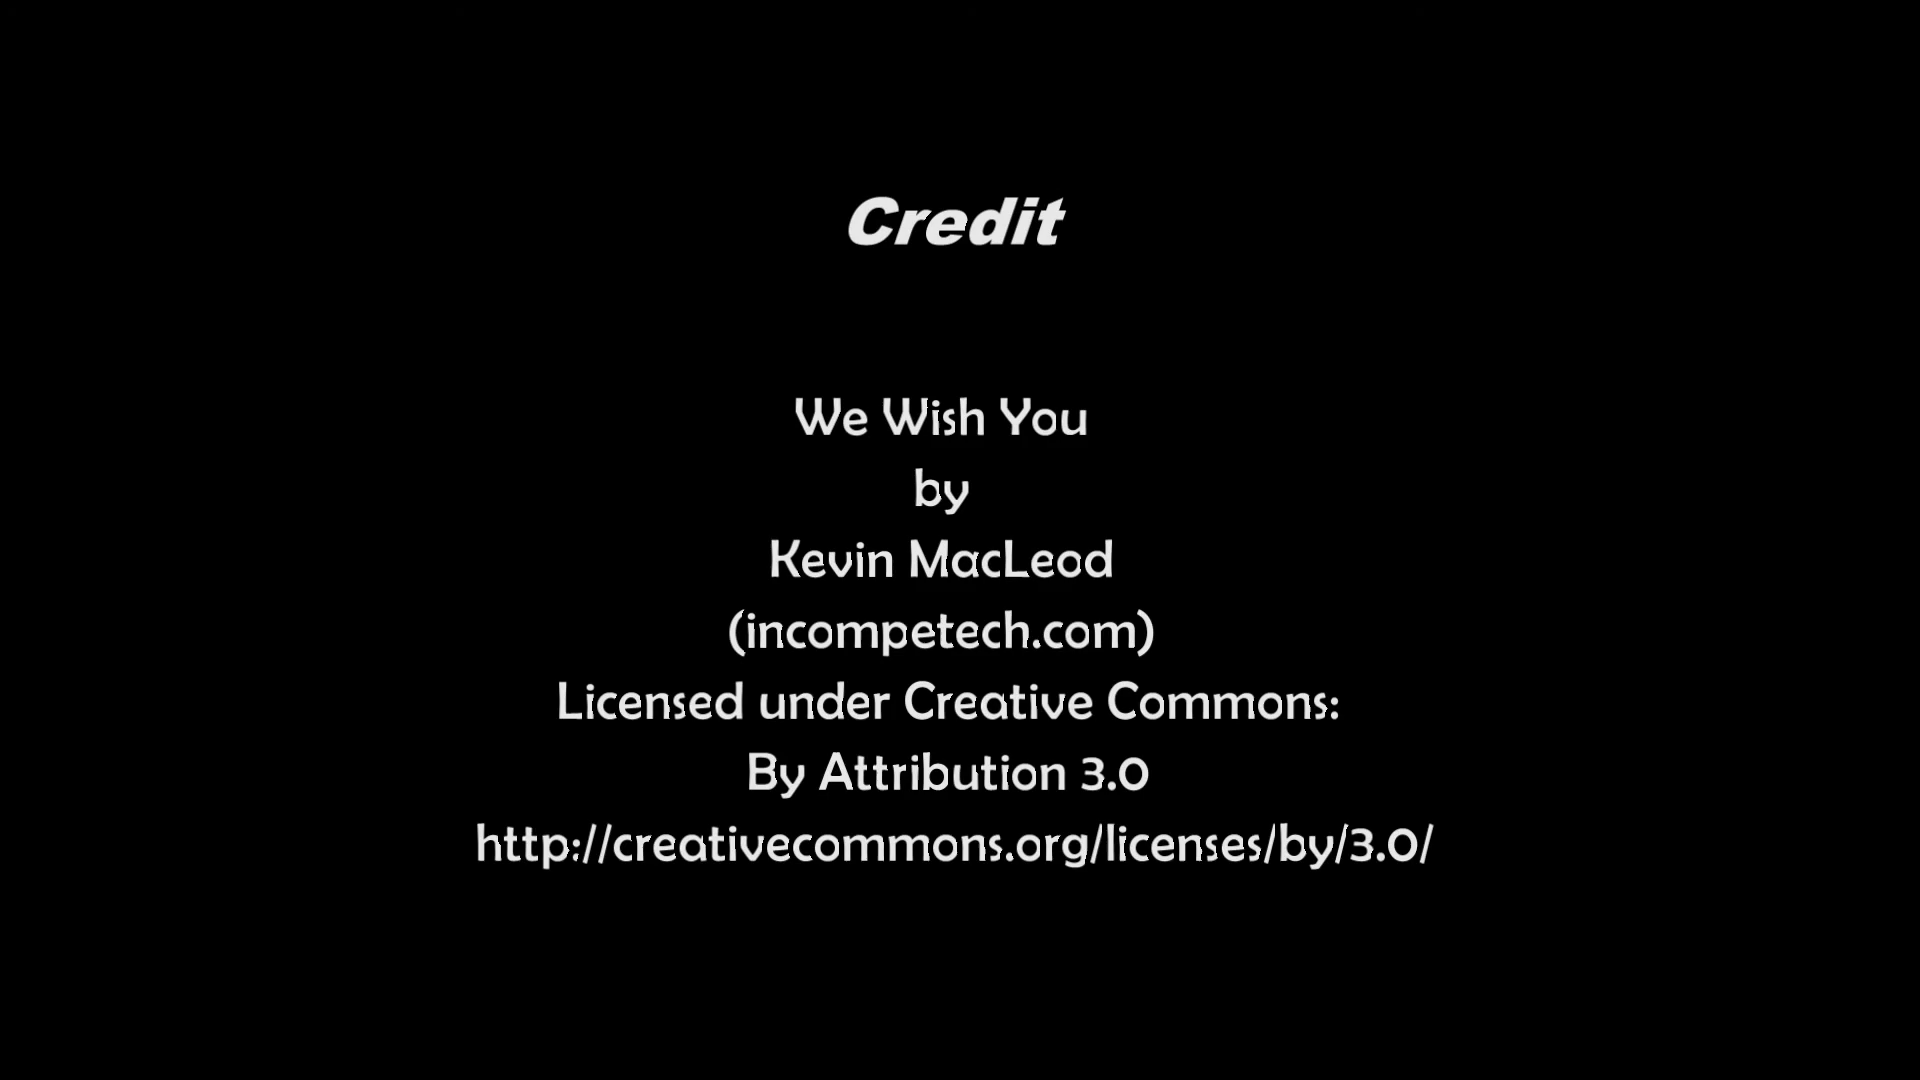 Credit
We Wish You
by
Kevin MacLeod
(incompetech.com)
Licensed under Creative Commons:
By Attribution 3.0
http://creativecommons.org/licenses/by/3.0/